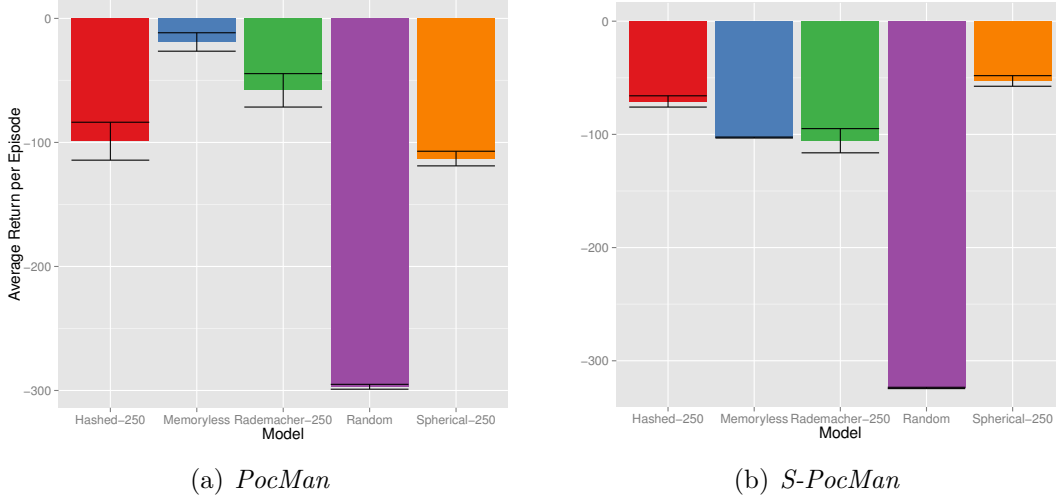 0
−100
−200
−300
Average Return per Episode
Hashed−250 Memoryless Rademacher−250 Random Spherical−250
Model
(a) PocMan
0
−100
−200
−300
Hashed−250 Memoryless Rademacher−250 Random Spherical−250
Model
(b) S-PocMan